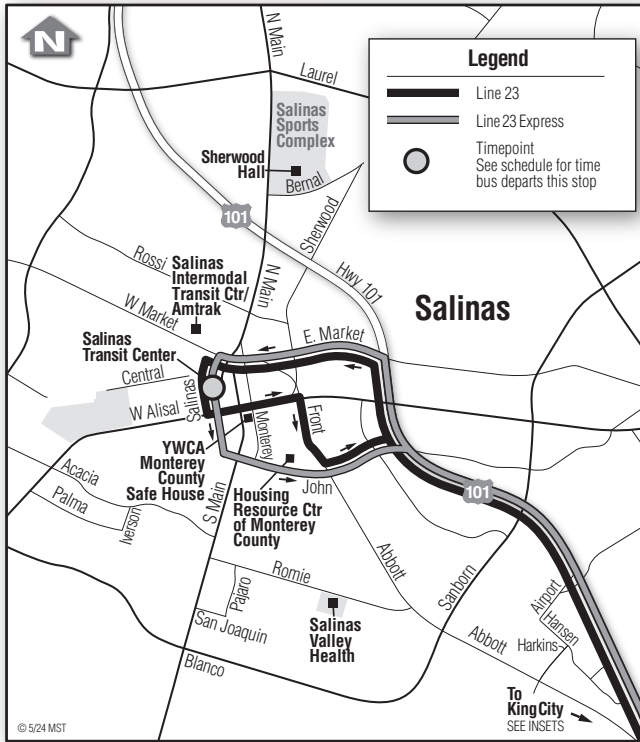 N
N Main
Laurel
Legend
Line 23
Line 23 Express
Timepoint
See schedule for time
bus departs this stop
Salinas
Sports
Complex
Sherwood
Hall
Bernal
Sherwood
101
Hwy 101
Rossi
Salinas
Intermodal
Transit Ctr/
Amtrak
N Main
W Market
Salinas
E. Market
Salinas
Transit Center
Central
Salinas
W Alisal
Monterey
Front
YWCA
Monterey
County
Safe House
Acacia
Palma
Iverson
S Main
Housing
Resource Ctr
of Monterey
County
John
101
Abbott
Sanborn
Romie
Pajaro
San Joaquin
Salinas
Valley
Health
Blanco
Airport
Hansen
Harkins
Abbott
To
King City
SEE INSETS
© 5/24 MST